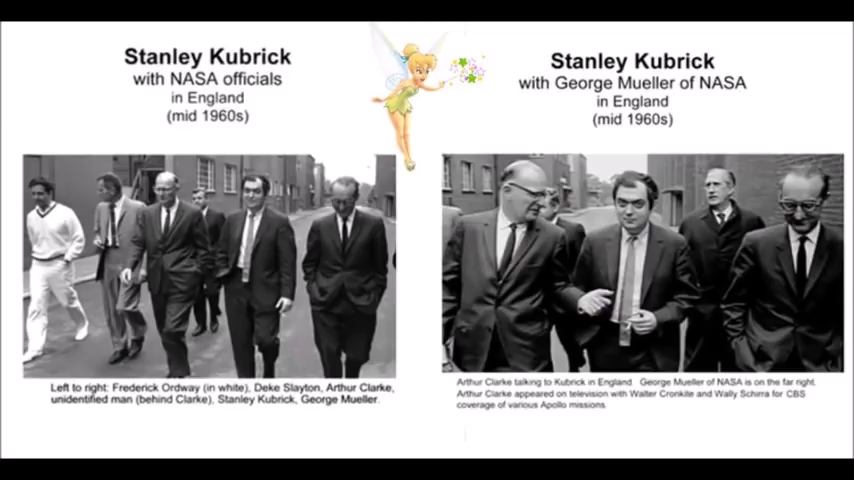 Stanley Kubrick
with NASA officials
in England
(mid 1960s)
Left to right: Frederick Ordway (in white), Deke Slayton, Arthur Clarke,
unidentified man (behind Clarke), Stanley Kubrick, George Mueller.
Stanley Kubrick
with George Mueller of NASA
in England
(mid 1960s)
Arthur Clarke talking to Kubrick in England. George Mueller of NASA is on the far right.
Arthur Clarke appeared on television with Walter Cronkite and Wally Schirra for CBS
coverage of various Apollo missions.